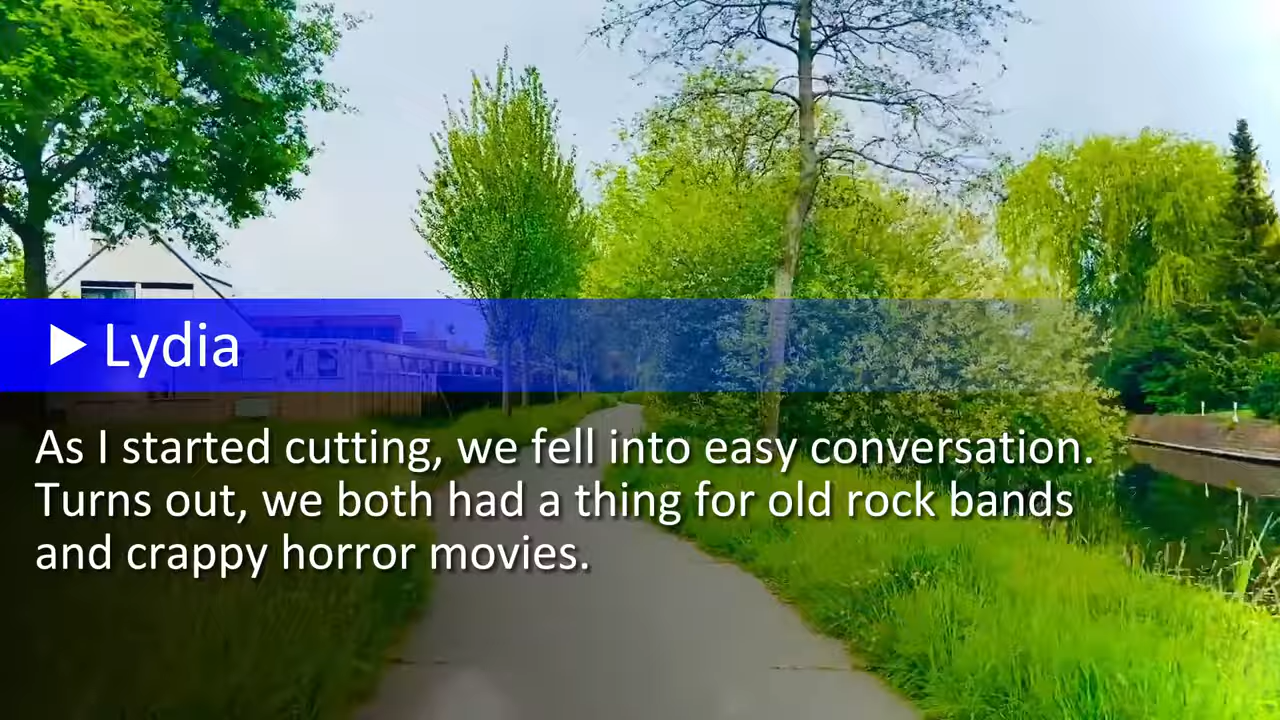 Lydia
As I started cutting, we fell into easy conversation.
Turns out, we both had a thing for old rock bands
and crappy horror movies.